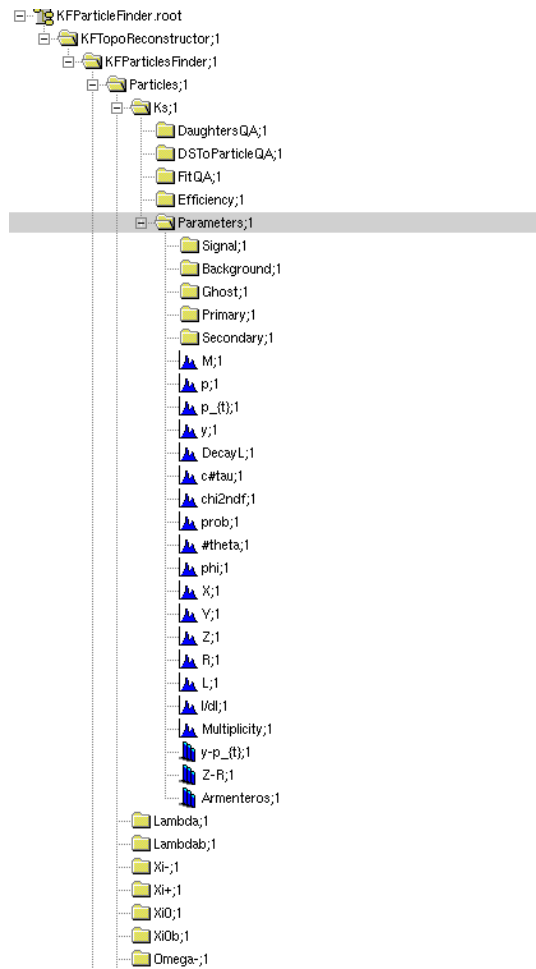 KFParticleFinder.root
KFTopoReconstructor;1
KFParticlesFinder;1
Particles;1
Ks;1
DaughtersQA;1
DSToParticleQA;1
FitQA;1
Efficiency;1
Parameters;1
Signal;1
Background;1
Ghost;1
Primary;1
Secondary;1
M;1
p;1
p_{t};1
y;1
DecayL;1
c#tau;1
chi2ndf;1
prob;1
#theta;1
phi;1
X;1
Y;1
Z;1
R;1
L;1
l/dl;1
Multiplicity;1
y-p_{t};1
Z-R;1
Armenteros;1
Lambda;1
Lambdab;1
Xi-;1
Xi+;1
Xi0;1
Xi0b;1
Omega-;1